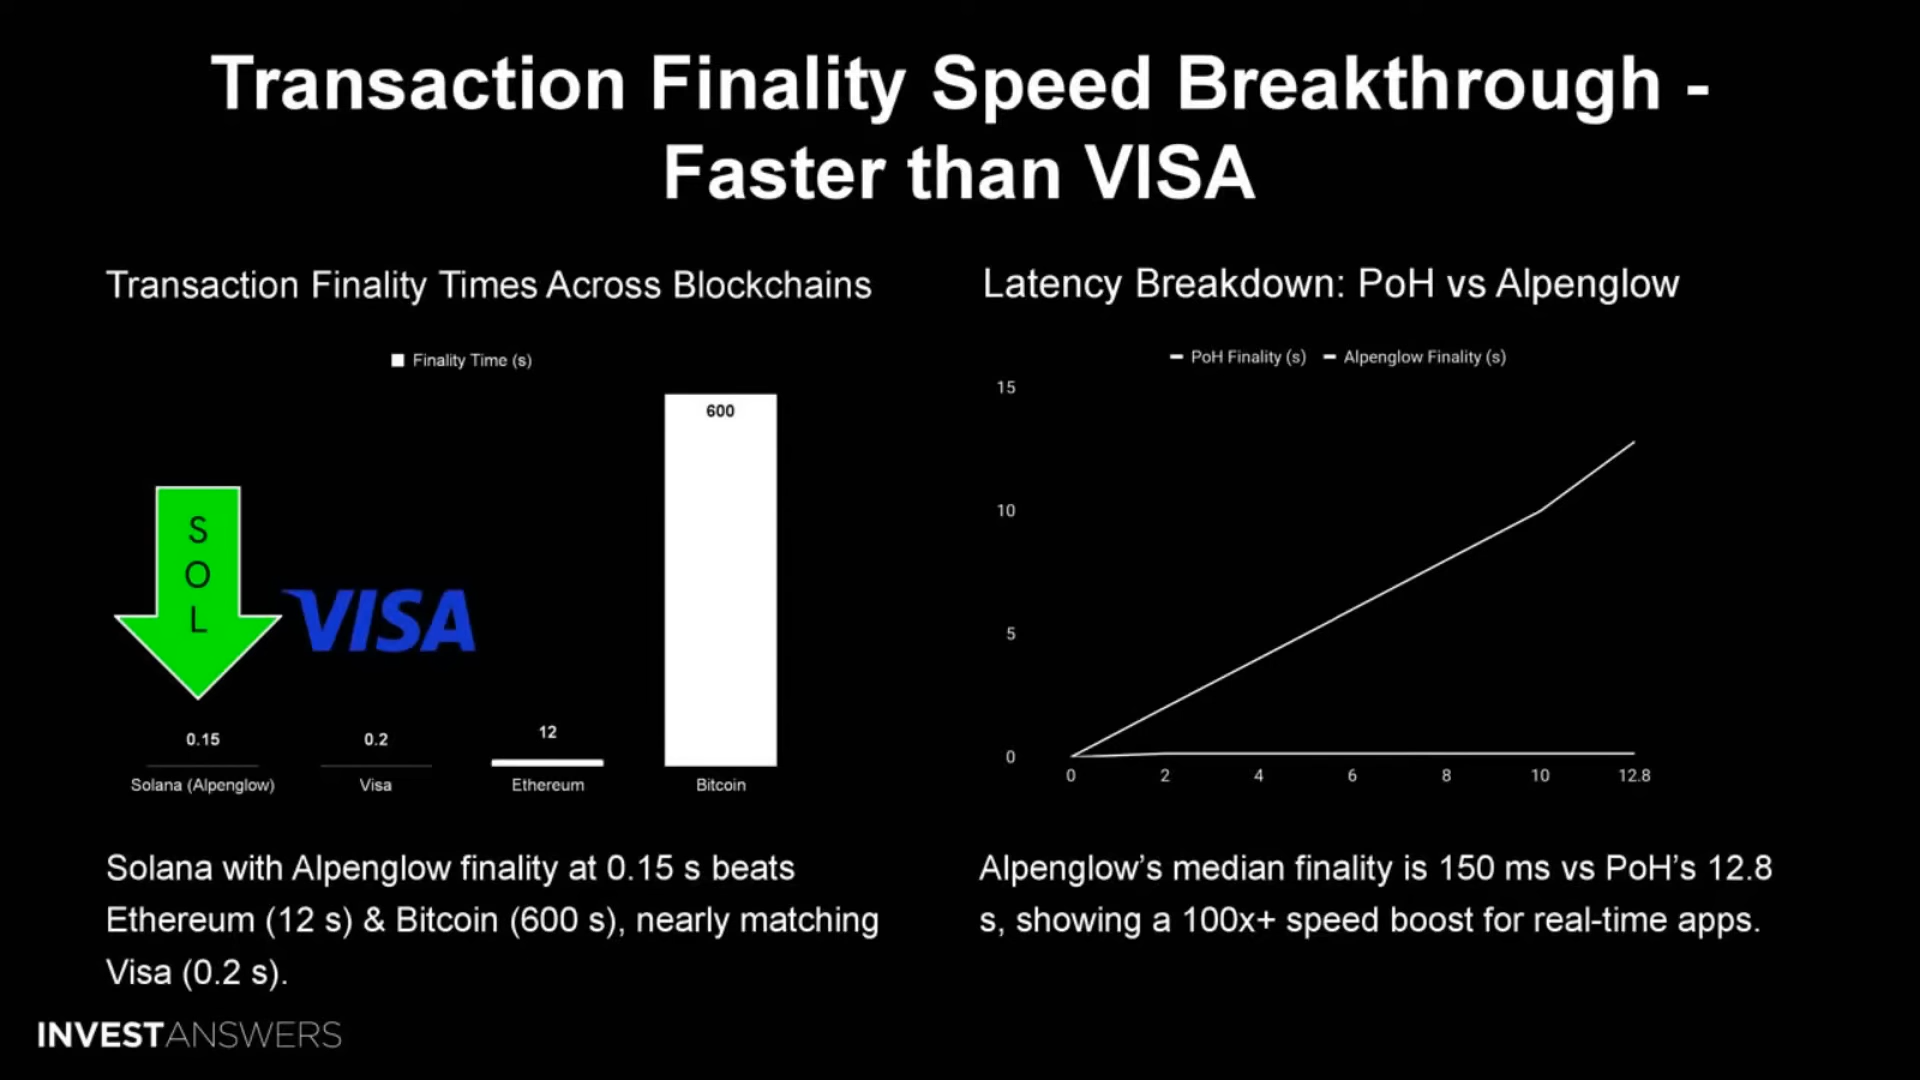 Transaction Finality Speed Breakthrough -
Faster than VISA
Transaction Finality Times Across Blockchains
Finality Time (s)
600
S
O
L
VISA
0.15
0.2
12
Solana (Alpenglow)
Visa
Ethereum
Bitcoin
Solana with Alpenglow finality at 0.15 s beats
Ethereum (12 s) & Bitcoin (600 s), nearly matching
Visa (0.2 s).
Latency Breakdown: PoH vs Alpenglow
PoH Finality (s) Alpenglow Finality (s)
15
10
5
0
0 2 4 6 8 10 12.8
Alpenglow’s median finality is 150 ms vs PoH’s 12.8
s, showing a 100x+ speed boost for real-time apps.
INVESTANSWERS